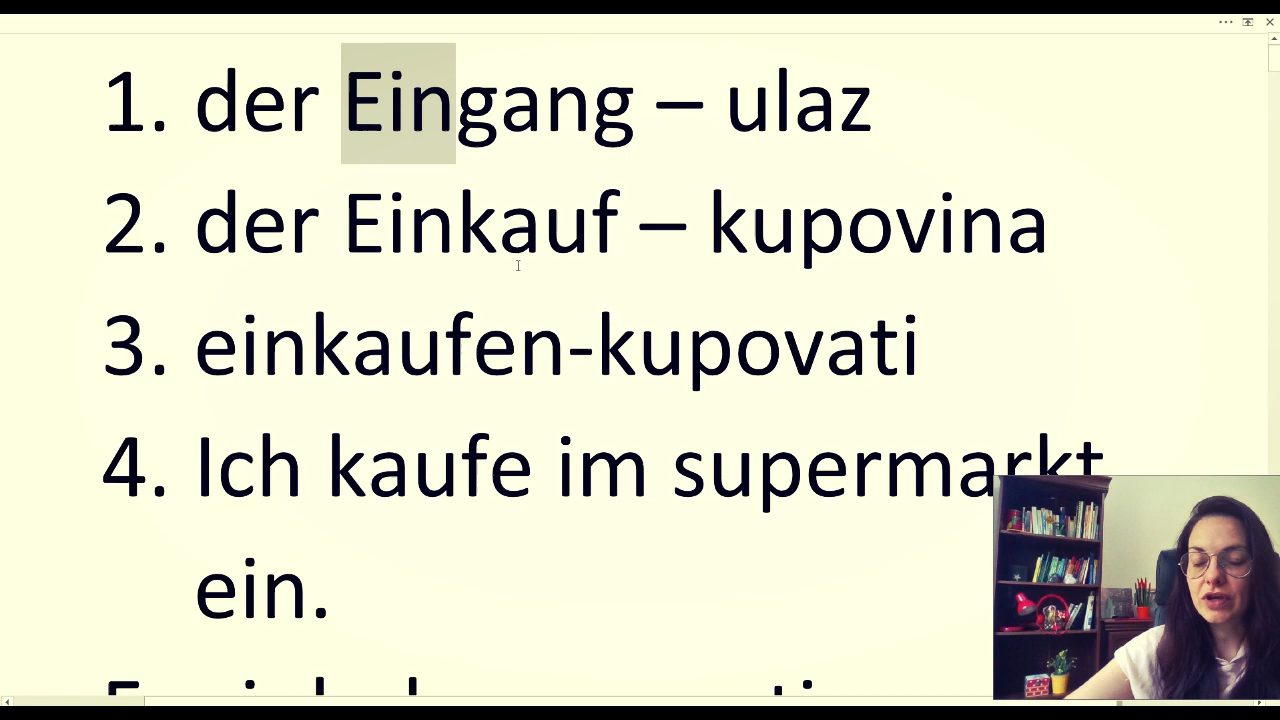 1. der Eingang – ulaz
2. der Einkauf – kupovina
3. einkaufen-kupovati
4. Ich kaufe im supermarkt
ein.